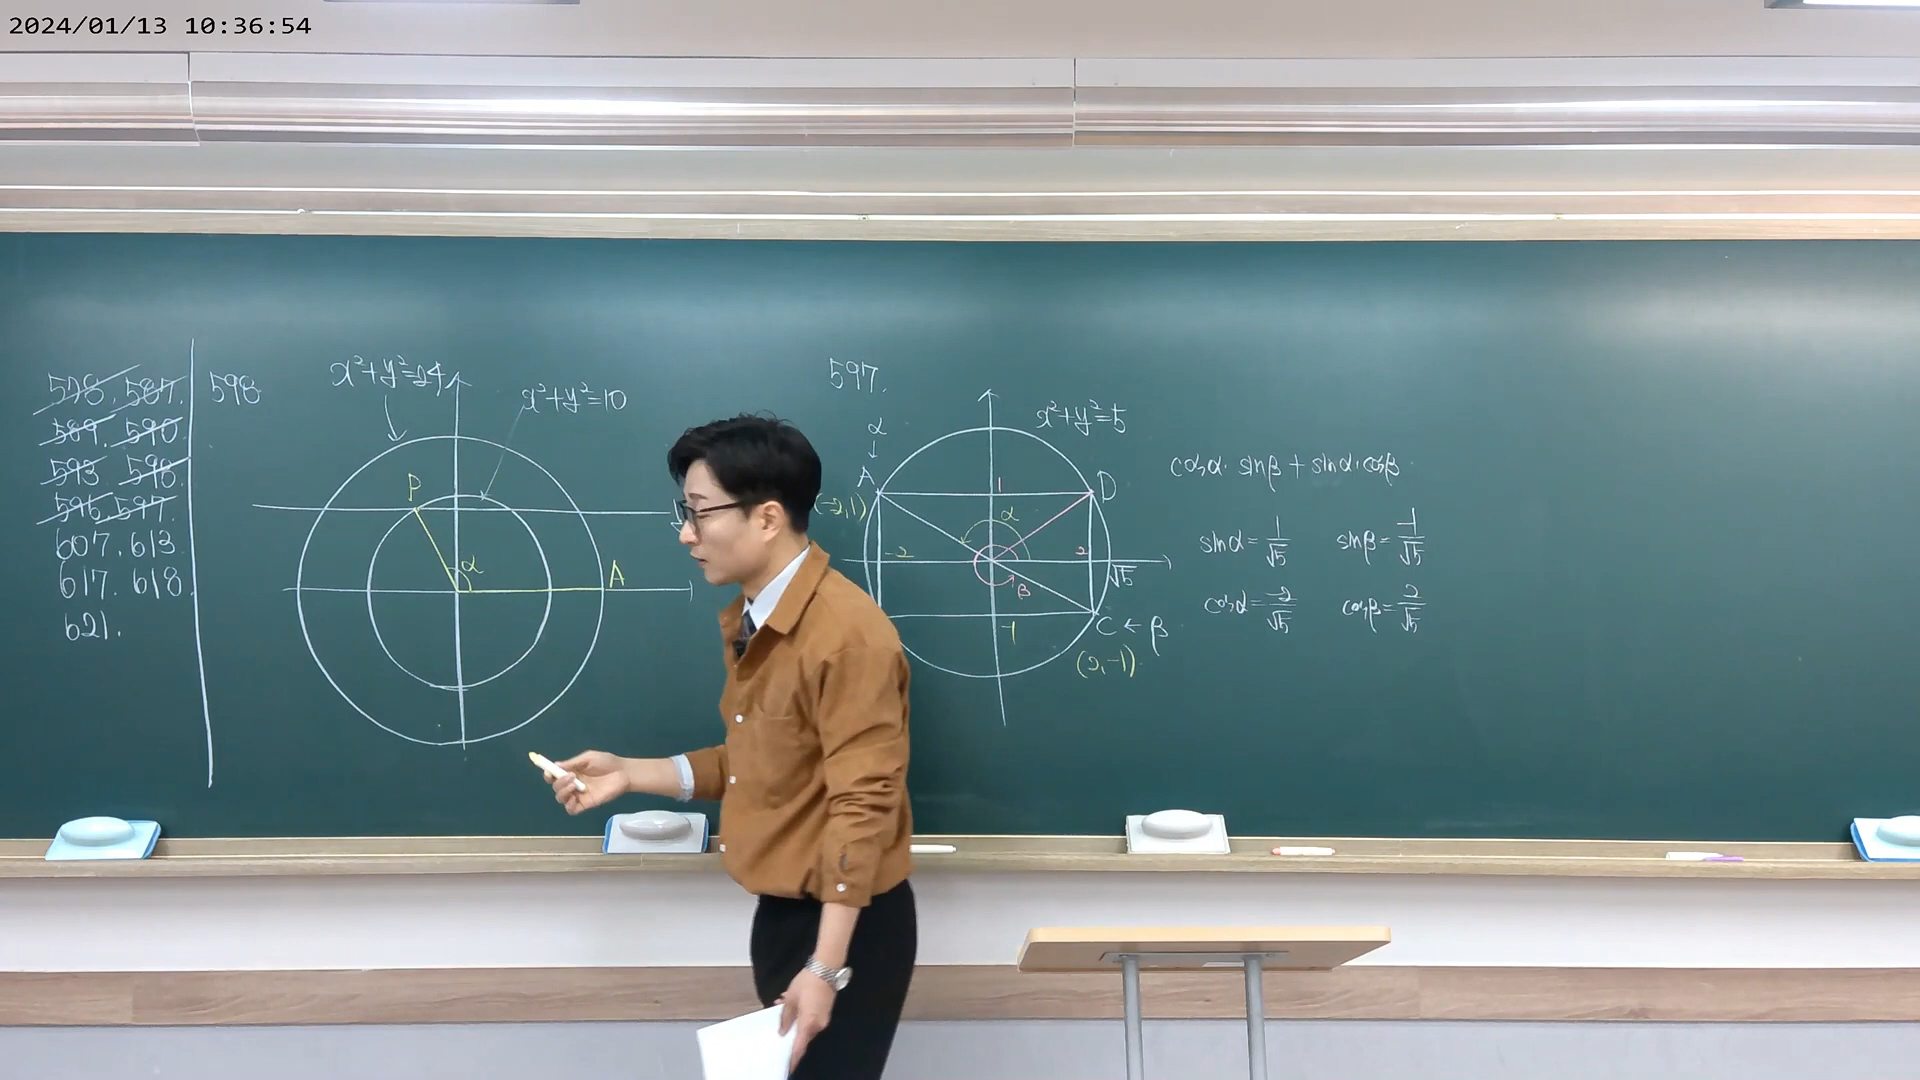 2024/01/13 10:36:54
578. 587.
589. 590.
593 598.
596. 597.
607. 613
617. 618.
621.
598
x²+y²=24
x²+y²=10
P
α
A
597.
x²+y²=5
α
↓
A
(-2,1)
1
D
α
-2
2
√5
β
-1
C ← β
(2,-1)
cosα· sinβ + sinα·cosβ
sinα = 1/√5 sinβ = -1/√5
cosα = -2/√5 cosβ = 2/√5